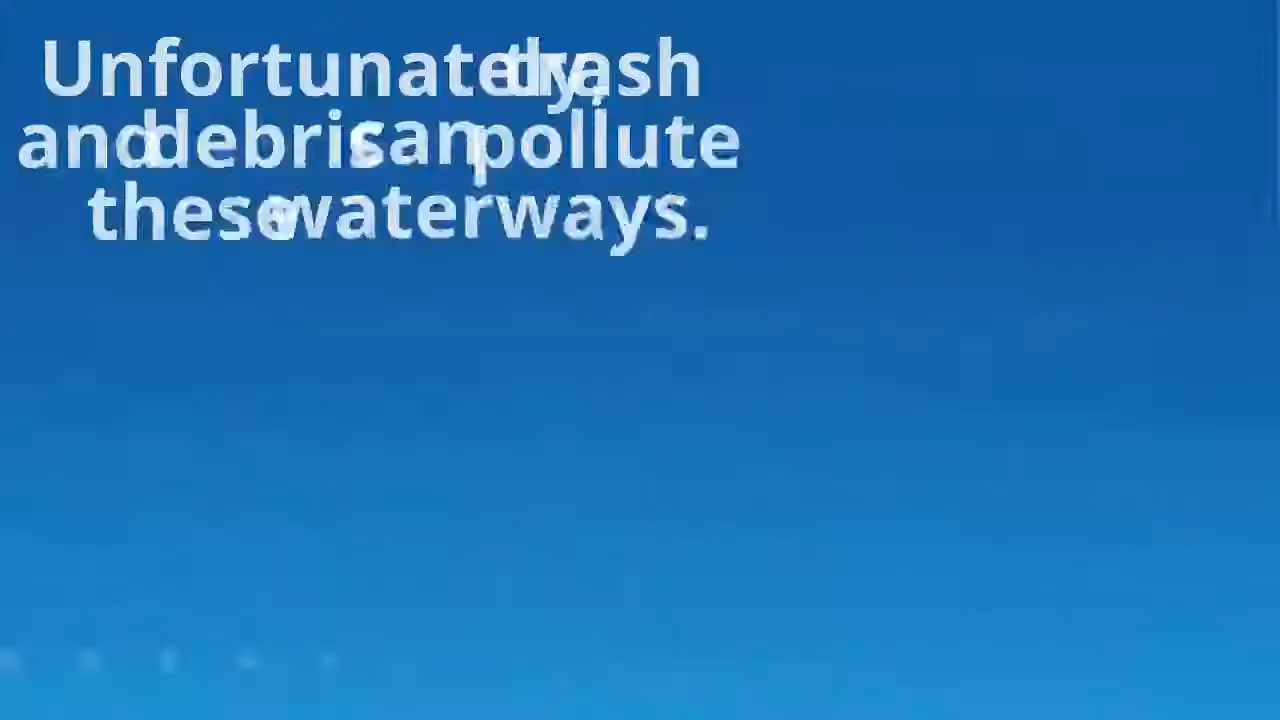 Unfortunately, trash
and debris can pollute
these waterways.